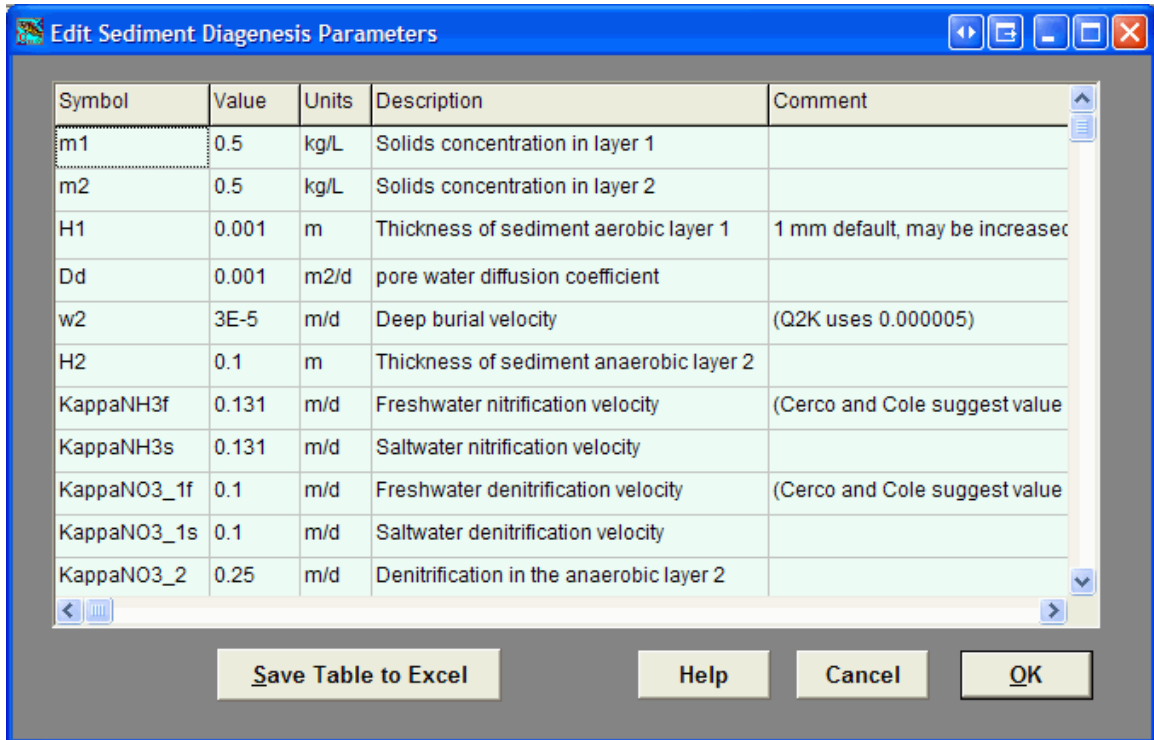 Edit Sediment Diagenesis Parameters
Symbol Value Units Description Comment
m1 0.5 kg/L Solids concentration in layer 1
m2 0.5 kg/L Solids concentration in layer 2
H1 0.001 m Thickness of sediment aerobic layer 1 1 mm default, may be increased
Dd 0.001 m2/d pore water diffusion coefficient
w2 3E-5 m/d Deep burial velocity (Q2K uses 0.000005)
H2 0.1 m Thickness of sediment anaerobic layer 2
KappaNH3f 0.131 m/d Freshwater nitrification velocity (Cerco and Cole suggest value
KappaNH3s 0.131 m/d Saltwater nitrification velocity
KappaNO3_1f 0.1 m/d Freshwater denitrification velocity (Cerco and Cole suggest value
KappaNO3_1s 0.1 m/d Saltwater denitrification velocity
KappaNO3_2 0.25 m/d Denitrification in the anaerobic layer 2
Save Table to Excel Help Cancel OK